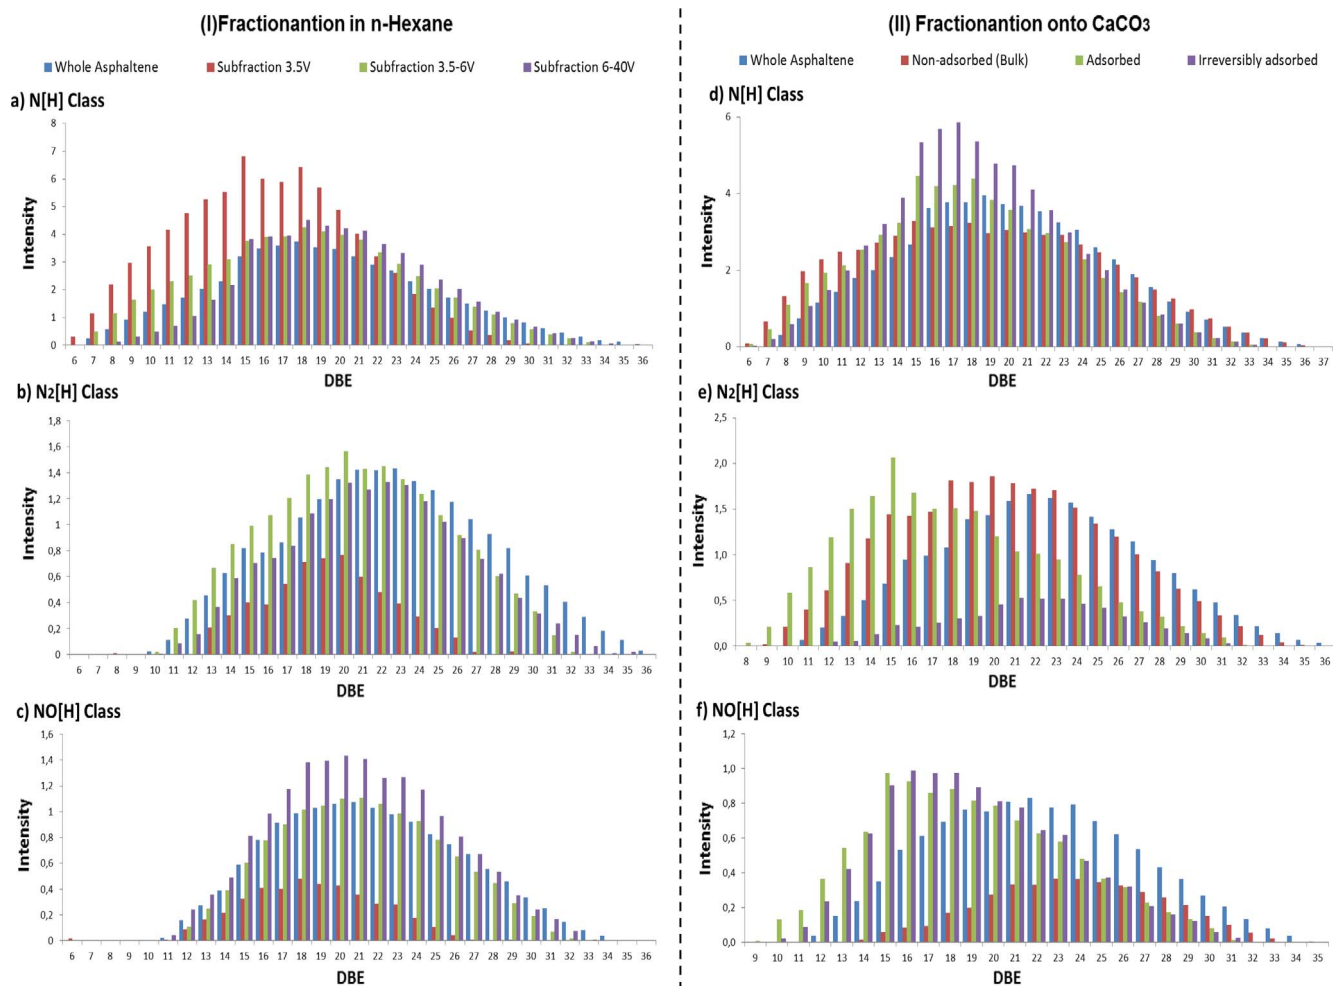 (I)Fractionantion in n-Hexane
Whole Asphaltene Subfraction 3.5V Subfraction 3.5-6V Subfraction 6-40V
a) N[H] Class
8
7
6
5
4
3
2
1
0
Intensity
6 7 8 9 10 11 12 13 14 15 16 17 18 19 20 21 22 23 24 25 26 27 28 29 30 31 32 33 34 35 36
DBE
b) N2[H] Class
1,8
1,6
1,4
1,2
1
0,8
0,6
0,4
0,2
0
Intensity
6 7 8 9 10 11 12 13 14 15 16 17 18 19 20 21 22 23 24 25 26 27 28 29 30 31 32 33 34 35 36
DBE
c) NO[H] Class
1,6
1,4
1,2
1
0,8
0,6
0,4
0,2
0
Intensity
6 7 8 9 10 11 12 13 14 15 16 17 18 19 20 21 22 23 24 25 26 27 28 29 30 31 32 33 34 35 36
DBE
(II) Fractionantion onto CaCO3
Whole Asphaltene Non-adsorbed (Bulk) Adsorbed Irreversibly adsorbed
d) N[H] Class
6
4
2
0
Intensity
6 7 8 9 10 11 12 13 14 15 16 17 18 19 20 21 22 23 24 25 26 27 28 29 30 31 32 33 34 35 36 37
DBE
e) N2[H] Class
2,5
2,0
1,5
1,0
0,5
0,0
Intensity
8 9 10 11 12 13 14 15 16 17 18 19 20 21 22 23 24 25 26 27 28 29 30 31 32 33 34 35 36
DBE
f) NO[H] Class
1,2
1,0
0,8
0,6
0,4
0,2
0,0
Intensity
9 10 11 12 13 14 15 16 17 18 19 20 21 22 23 24 25 26 27 28 29 30 31 32 33 34 35
DBE